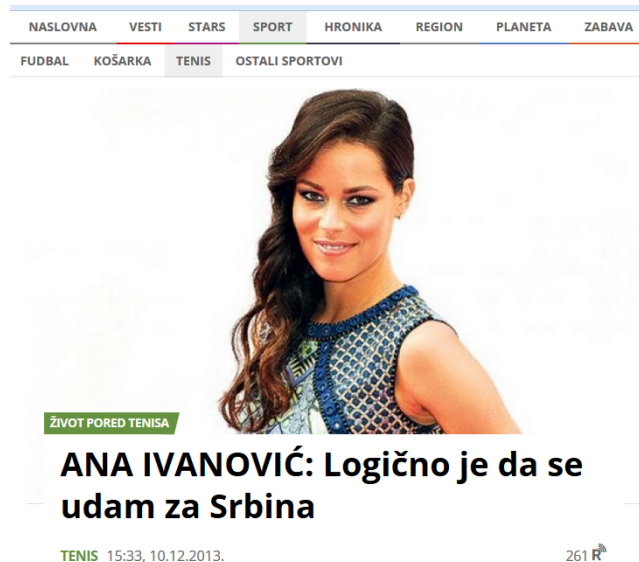 NASLOVNA VESTI STARS SPORT HRONIKA REGION PLANETA ZABAVA
FUDBAL KOŠARKA TENIS OSTALI SPORTOVI
ŽIVOT PORED TENISA
ANA IVANOVIĆ: Logično je da se
udam za Srbina
TENIS 15:33, 10.12.2013. 261 R